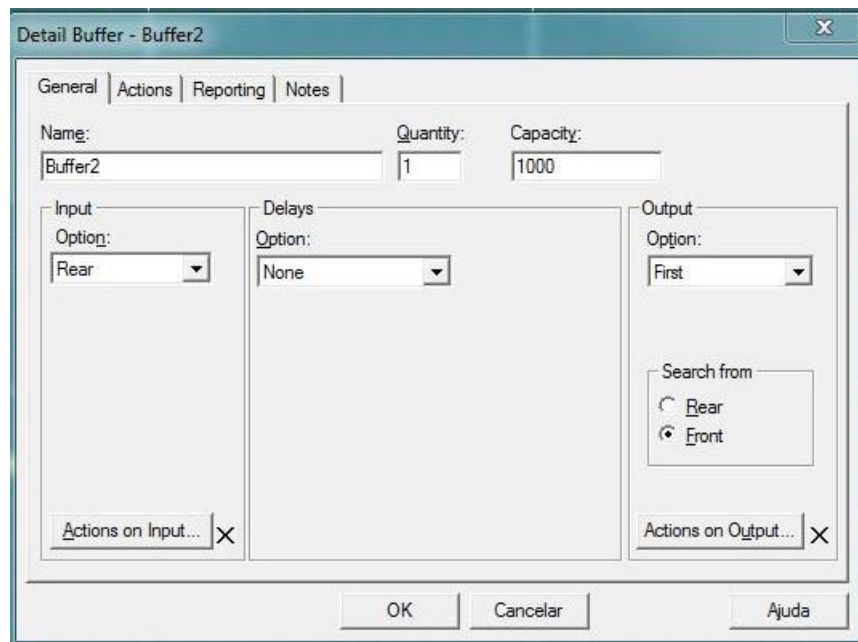 Detail Buffer - Buffer2
General Actions Reporting Notes
Name: Quantity: Capacity:
Buffer2 1 1000
Input Delays Output
Option: Option: Option:
Rear None First
Search from
Rear
Front
Actions on Input... Actions on Output...
OK Cancelar Ajuda